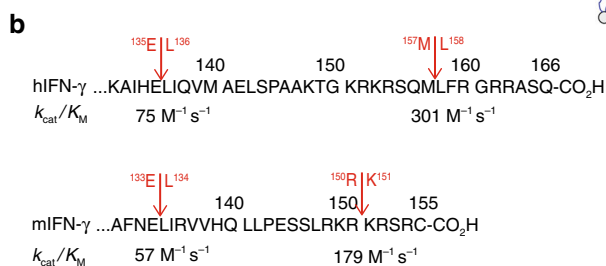 b
¹³⁵E L¹³⁶ ¹⁵⁷M L¹⁵⁸
140 150 160 166
hIFN-γ ...KAIHELIQVM AELSPAAKTG KRKRSQMLFR GRRASQ-CO₂H
kcat/KM 75 M⁻¹ s⁻¹ 301 M⁻¹ s⁻¹
¹³³E L¹³⁴ ¹⁵⁰R K¹⁵¹
140 150 155
mIFN-γ ...AFNELIRVVHQ LLPESSLRKR KRSRC-CO₂H
kcat/KM 57 M⁻¹ s⁻¹ 179 M⁻¹ s⁻¹